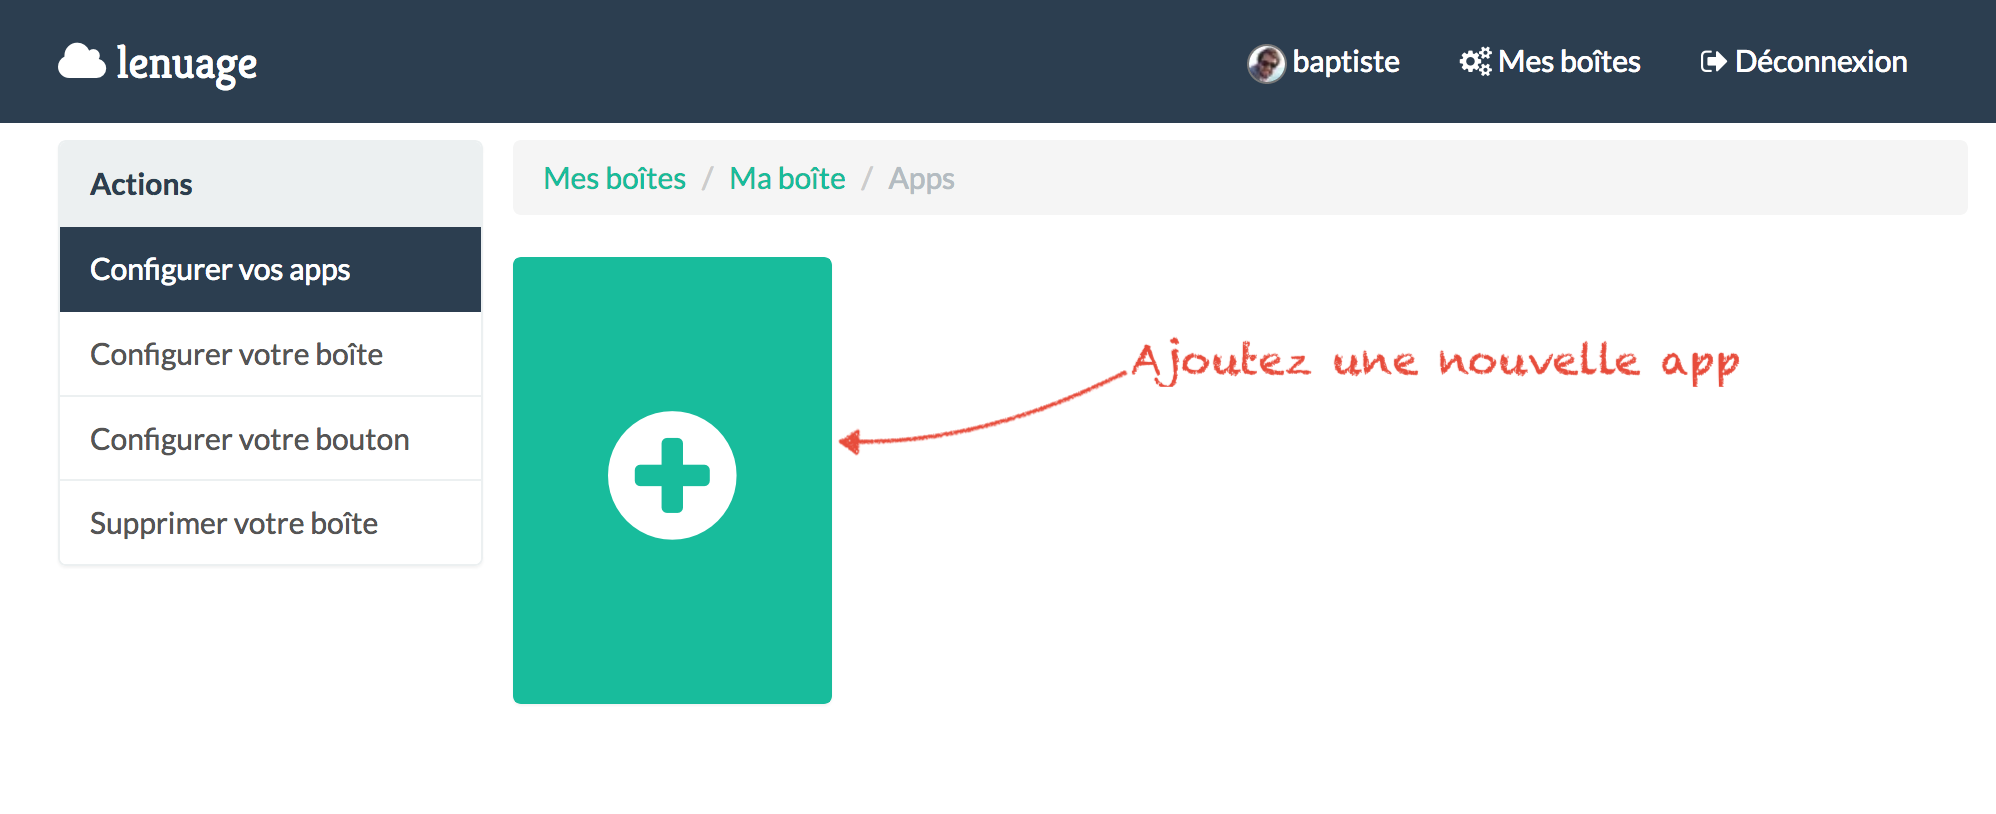 lenuage
baptiste
Mes boîtes
Déconnexion
Actions
Configurer vos apps
Configurer votre boîte
Configurer votre bouton
Supprimer votre boîte
Mes boîtes / Ma boîte / Apps
Ajoutez une nouvelle app